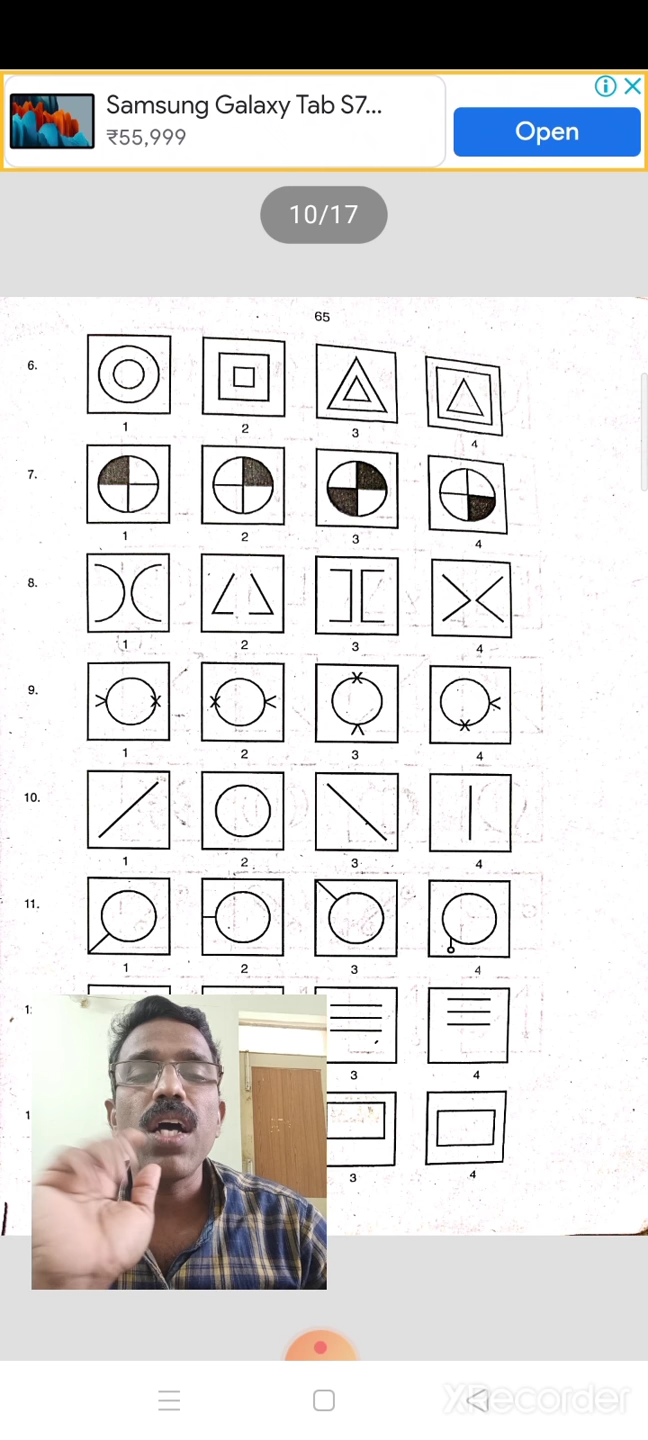 Samsung Galaxy Tab S7...
₹55,999
Open
10/17
65
6.
1 2 3 4
7.
1 2 3 4
8.
1 2 3 4
9.
1 2 3 4
10.
1 2 3 4
11.
1 2 3 4
3 4
3 4
XRecorder